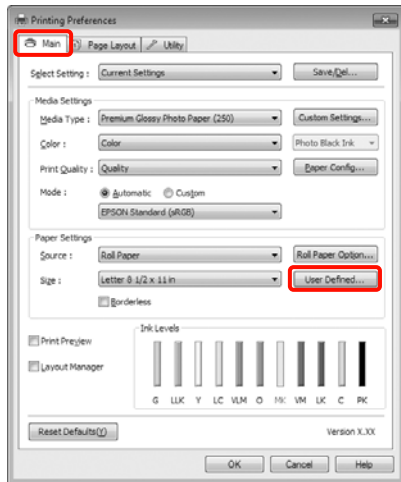 Printing Preferences
Main Page Layout Utility
Select Setting : Current Settings Save/Del...
Media Settings
Media Type : Premium Glossy Photo Paper (250) Custom Settings...
Color : Color Photo Black Ink
Print Quality : Quality Paper Config...
Mode : Automatic Custom
EPSON Standard (sRGB)
Paper Settings
Source : Roll Paper Roll Paper Option...
Size : Letter 8 1/2 x 11 in User Defined...
Borderless
Ink Levels
Print Preview
Layout Manager
G LLK Y LC VLM O MK VM LK C PK
Reset Defaults(Y) Version X.XX
OK Cancel Help